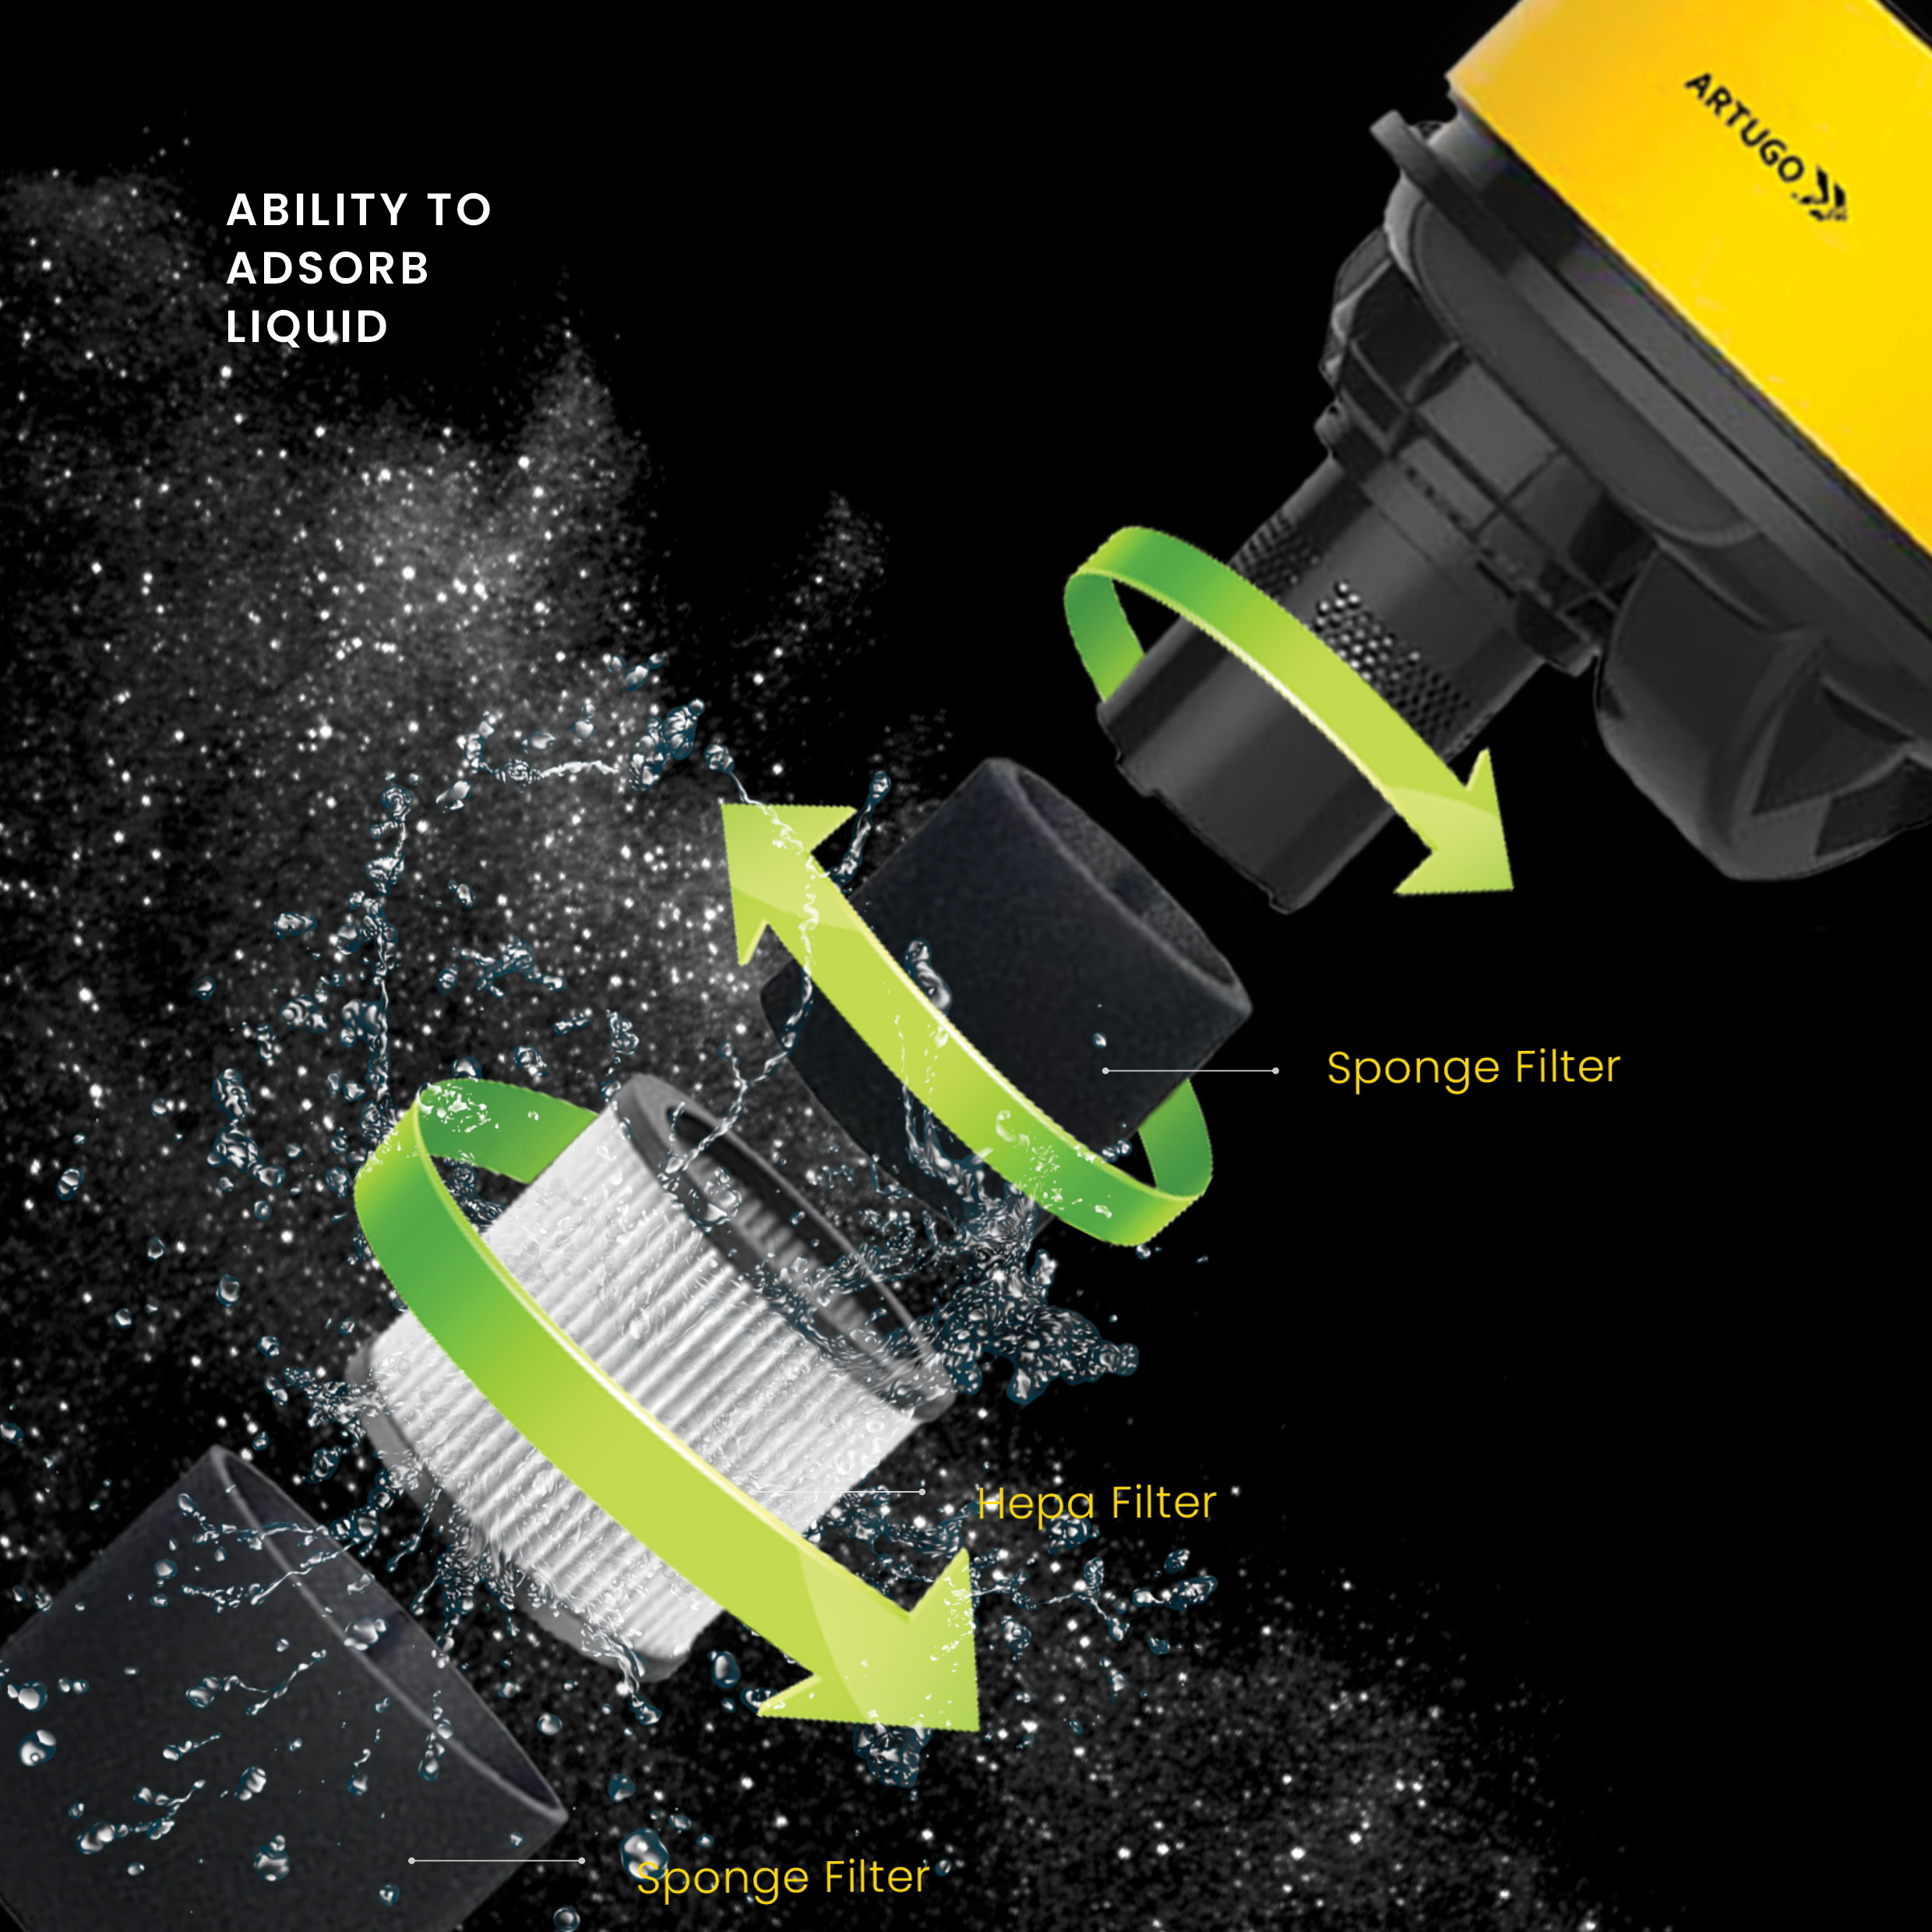 ARTUGO.
ABILITY TO
ADSORB
LIQUID
Sponge Filter
Hepa Filter
Sponge Filter